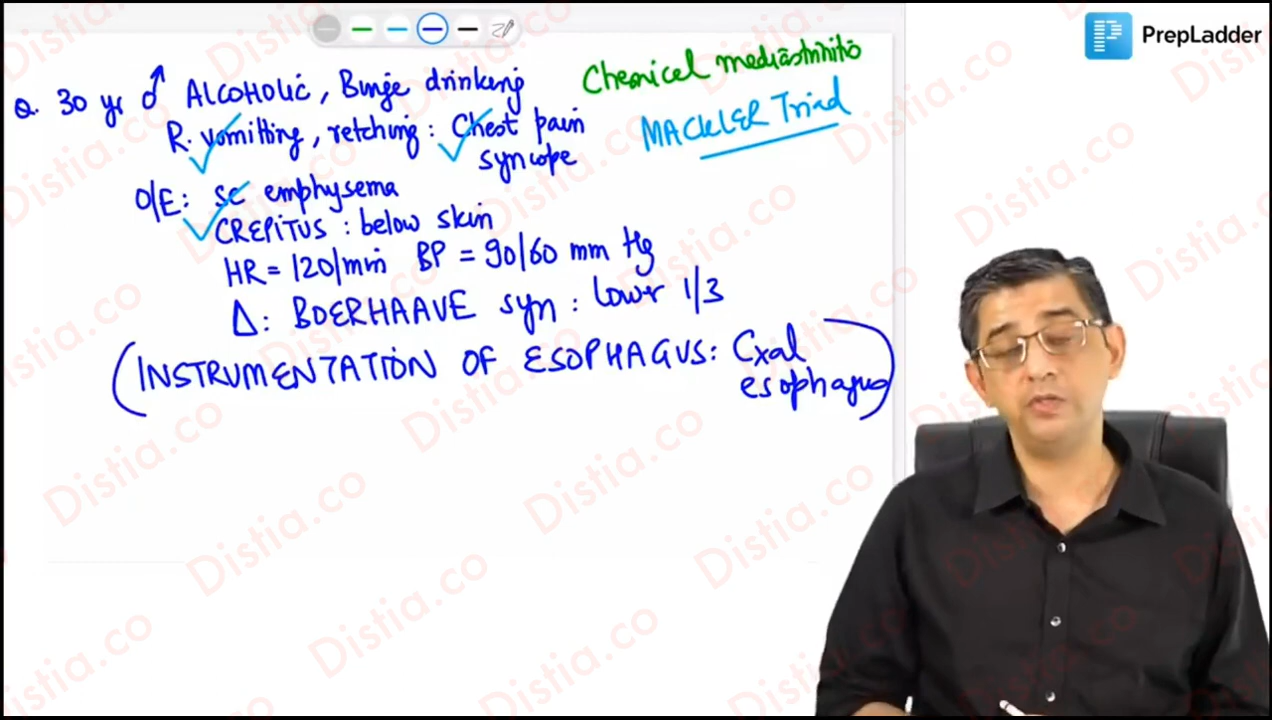 PrepLadder
Chemical mediastinitis
Q. 30 yr ♂ ALCOHOLIC, Binge drinking
MACKLER Triad
R. vomitting, retching: Chest pain
syncope
O/E: SC emphysema
CREPITUS: below skin
HR = 120/min BP = 90/60 mm Hg
Δ: BOERHAAVE syn: lower 1/3
(INSTRUMENTATION OF ESOPHAGUS: Cxal
esophagus)
Distia.co